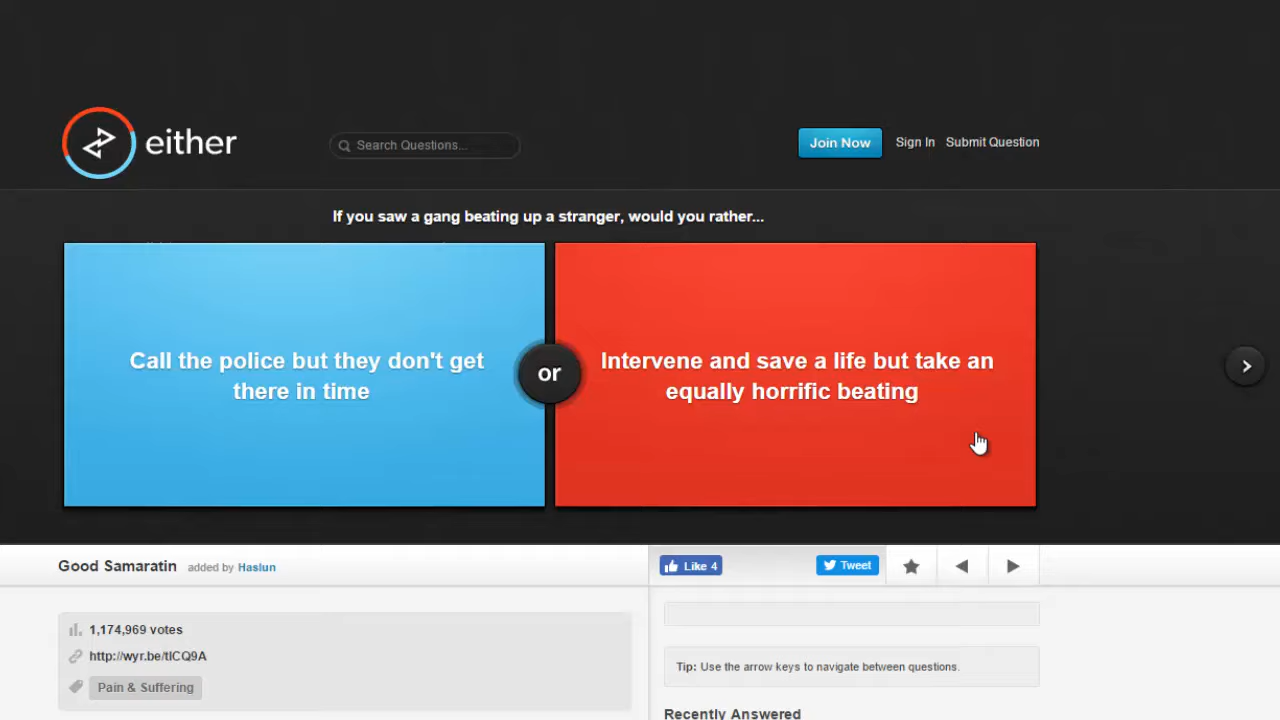 either
Search Questions...
Join Now
Sign In
Submit Question
If you saw a gang beating up a stranger, would you rather...
Call the police but they don't get
there in time
or
Intervene and save a life but take an
equally horrific beating
Good Samaratin added by Haslun
Like 4
Tweet
1,174,969 votes
http://wyr.be/tICQ9A
Pain & Suffering
Tip: Use the arrow keys to navigate between questions.
Recently Answered